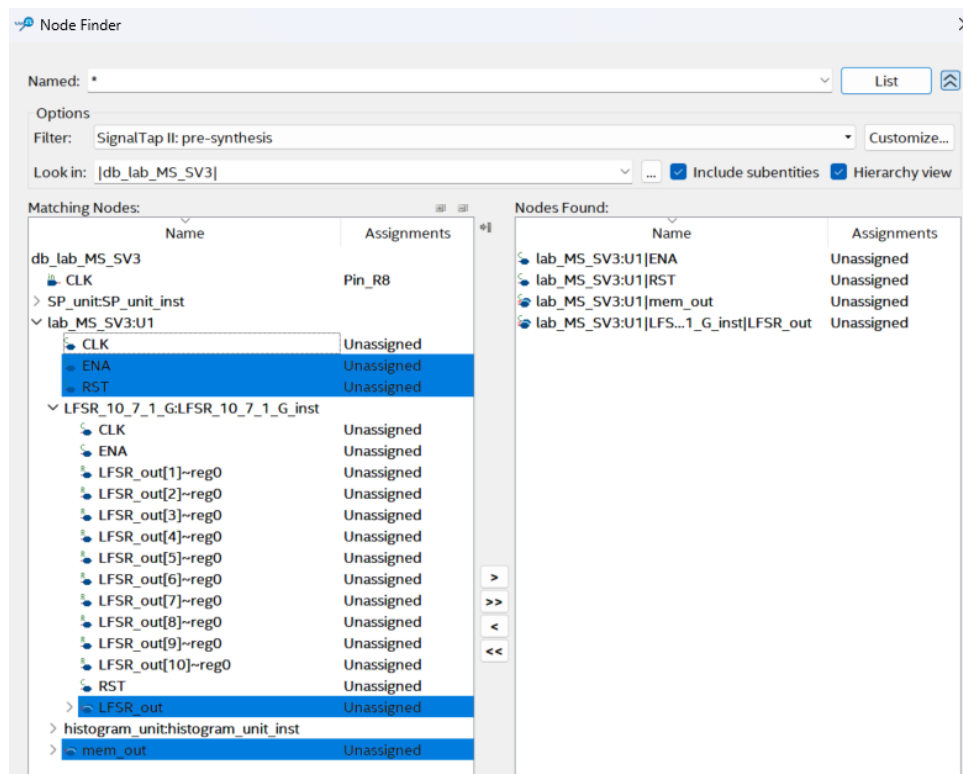 Node Finder
Named: * List
Options
Filter: SignalTap II: pre-synthesis Customize...
Look in: |db_lab_MS_SV3| ... Include subentities Hierarchy view
Matching Nodes: Nodes Found:
Name Assignments Name Assignments
db_lab_MS_SV3 lab_MS_SV3:U1|ENA Unassigned
CLK Pin_R8 lab_MS_SV3:U1|RST Unassigned
SP_unit:SP_unit_inst lab_MS_SV3:U1|mem_out Unassigned
lab_MS_SV3:U1 lab_MS_SV3:U1|LFS...1_G_inst|LFSR_out Unassigned
CLK Unassigned
ENA Unassigned
RST Unassigned
LFSR_10_7_1_G:LFSR_10_7_1_G_inst
CLK Unassigned
ENA Unassigned
LFSR_out[1]~reg0 Unassigned
LFSR_out[2]~reg0 Unassigned
LFSR_out[3]~reg0 Unassigned
LFSR_out[4]~reg0 Unassigned
LFSR_out[5]~reg0 Unassigned
LFSR_out[6]~reg0 Unassigned
LFSR_out[7]~reg0 Unassigned
LFSR_out[8]~reg0 Unassigned
LFSR_out[9]~reg0 Unassigned
LFSR_out[10]~reg0 Unassigned
RST Unassigned
LFSR_out Unassigned
histogram_unit:histogram_unit_inst
mem_out Unassigned
>
>>
<
<<